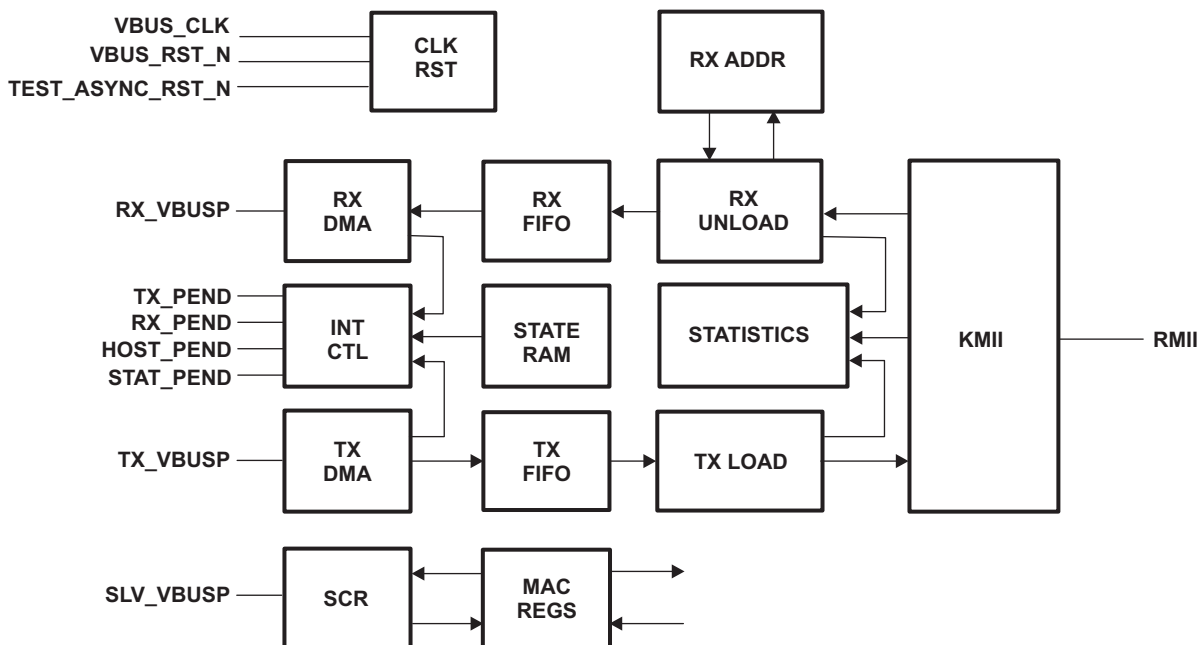 VBUS_CLK
VBUS_RST_N
TEST_ASYNC_RST_N
CLK
RST
RX ADDR
RX_VBUSP
RX
DMA
RX
FIFO
RX
UNLOAD
TX_PEND
RX_PEND
HOST_PEND
STAT_PEND
INT
CTL
STATE
RAM
STATISTICS
KMII
RMII
TX_VBUSP
TX
DMA
TX
FIFO
TX LOAD
SLV_VBUSP
SCR
MAC
REGS